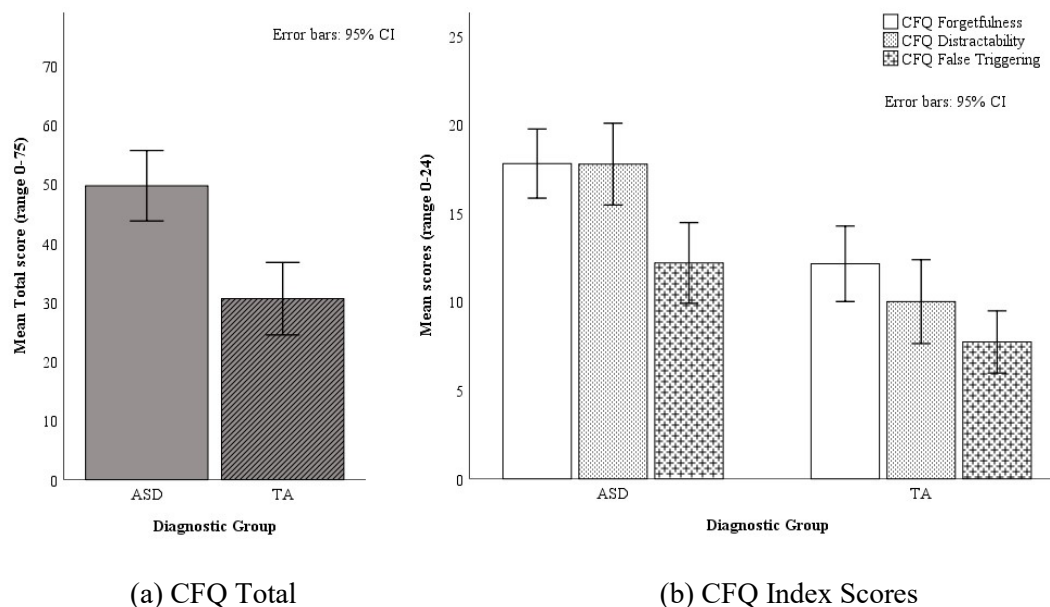 Error bars: 95% CI
Mean Total score (range 0-75)
70
60
50
40
30
20
10
0
ASD TA
Diagnostic Group
(a) CFQ Total
CFQ Forgetfulness
CFQ Distractability
CFQ False Triggering
Error bars: 95% CI
Mean scores (range 0-24)
25
20
15
10
5
0
ASD TA
Diagnostic Group
(b) CFQ Index Scores